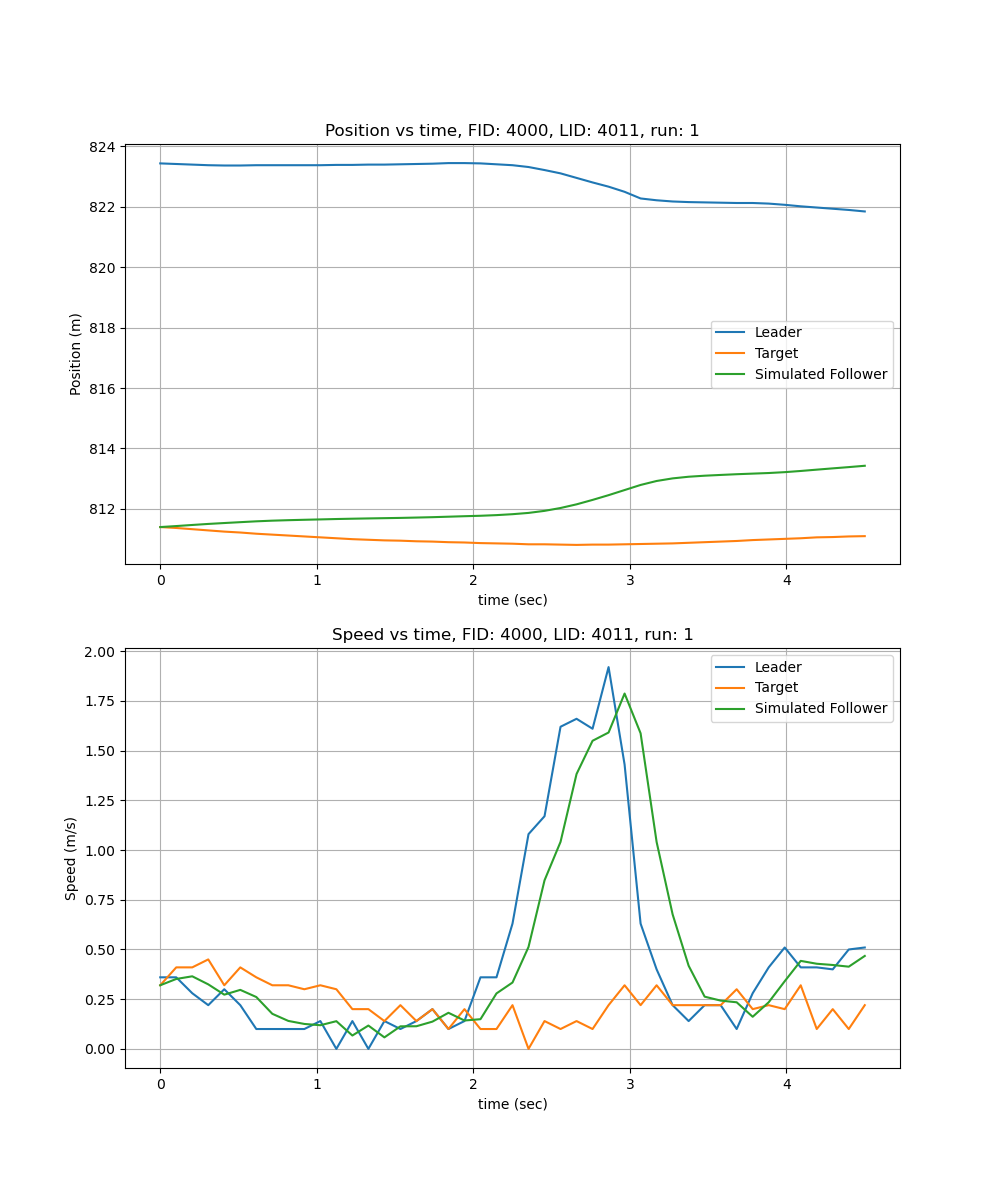 Position vs time, FID: 4000, LID: 4011, run: 1
824
822
820
818
816
814
812
Position (m)
Leader
Target
Simulated Follower
0 1 2 3 4
time (sec)
Speed vs time, FID: 4000, LID: 4011, run: 1
2.00
1.75
1.50
1.25
1.00
0.75
0.50
0.25
0.00
Speed (m/s)
Leader
Target
Simulated Follower
0 1 2 3 4
time (sec)